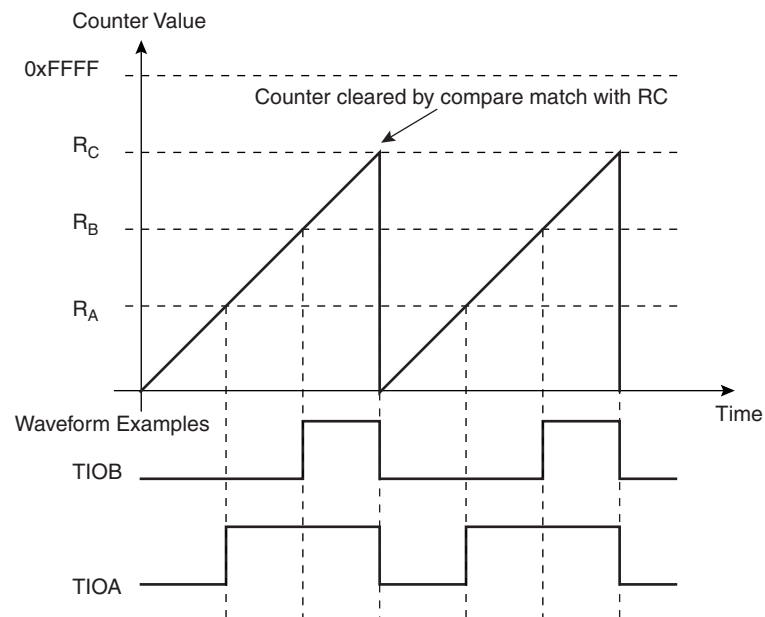 Counter Value
0xFFFF
Counter cleared by compare match with RC
RC
RB
RA
Time
Waveform Examples
TIOB
TIOA